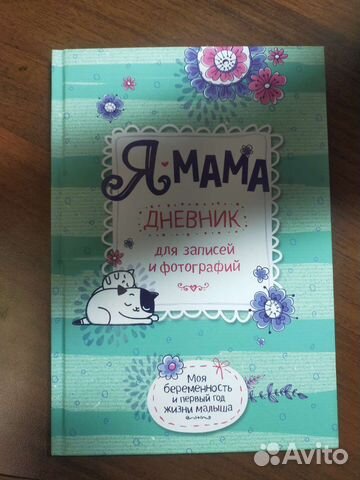 Я МАМА
ДНЕВНИК
для записей
и фотографий
Моя
беременность
и первый год
жизни малыша
Avito